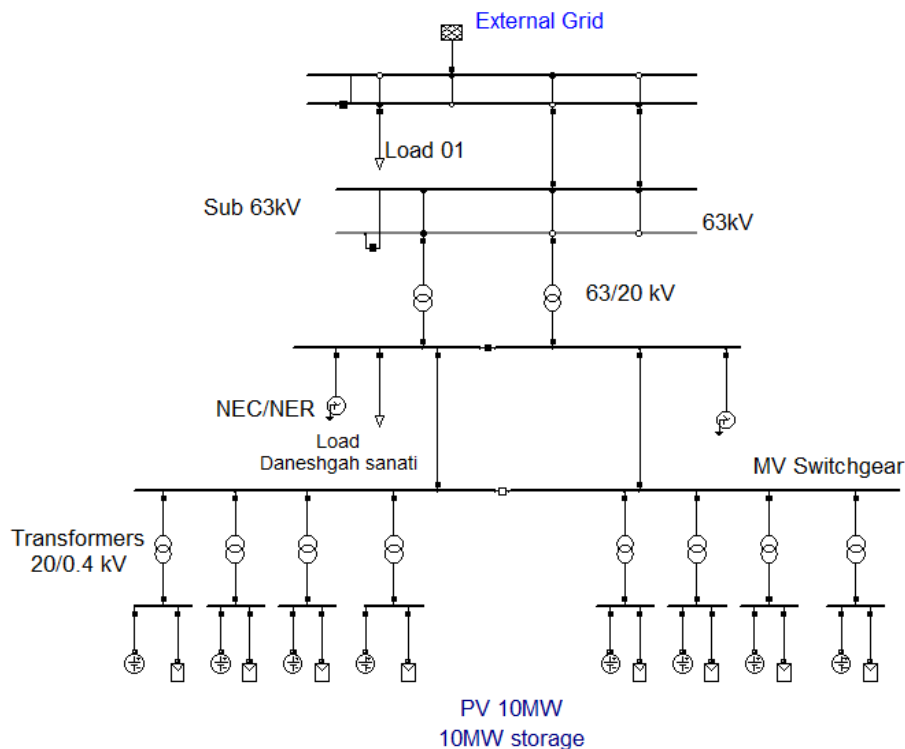 External Grid
Load 01
Sub 63kV
63kV
63/20 kV
NEC/NER
Load
Daneshgah sanati
MV Switchgear
Transformers
20/0.4 kV
PV 10MW
10MW storage